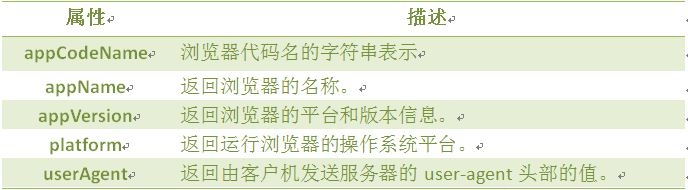 属性 描述
appCodeName 浏览器代码名的字符串表示
appName 返回浏览器的名称。
appVersion 返回浏览器的平台和版本信息。
platform 返回运行浏览器的操作系统平台。
userAgent 返回由客户机发送服务器的 user-agent 头部的值。